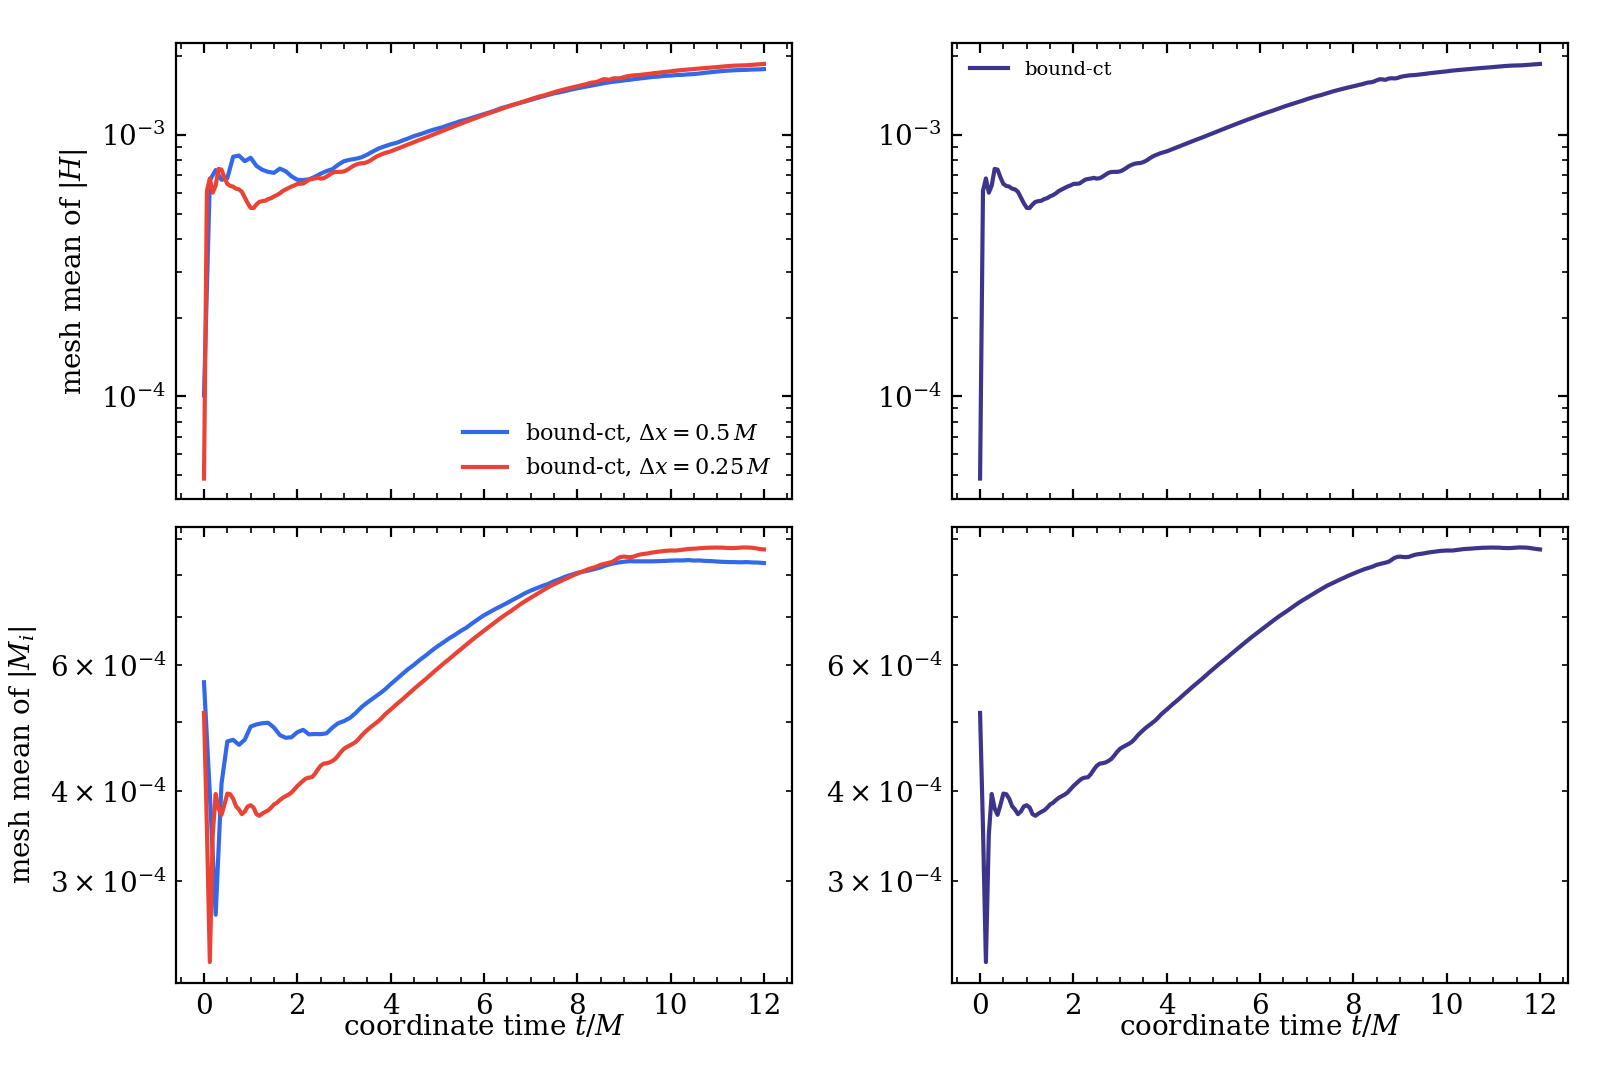 mesh mean of |H|
10⁻³
10⁻⁴
bound-ct, Δx = 0.5 M
bound-ct, Δx = 0.25 M
10⁻³
10⁻⁴
bound-ct
mesh mean of |Mᵢ|
6 × 10⁻⁴
4 × 10⁻⁴
3 × 10⁻⁴
0 2 4 6 8 10 12
coordinate time t/M
6 × 10⁻⁴
4 × 10⁻⁴
3 × 10⁻⁴
0 2 4 6 8 10 12
coordinate time t/M